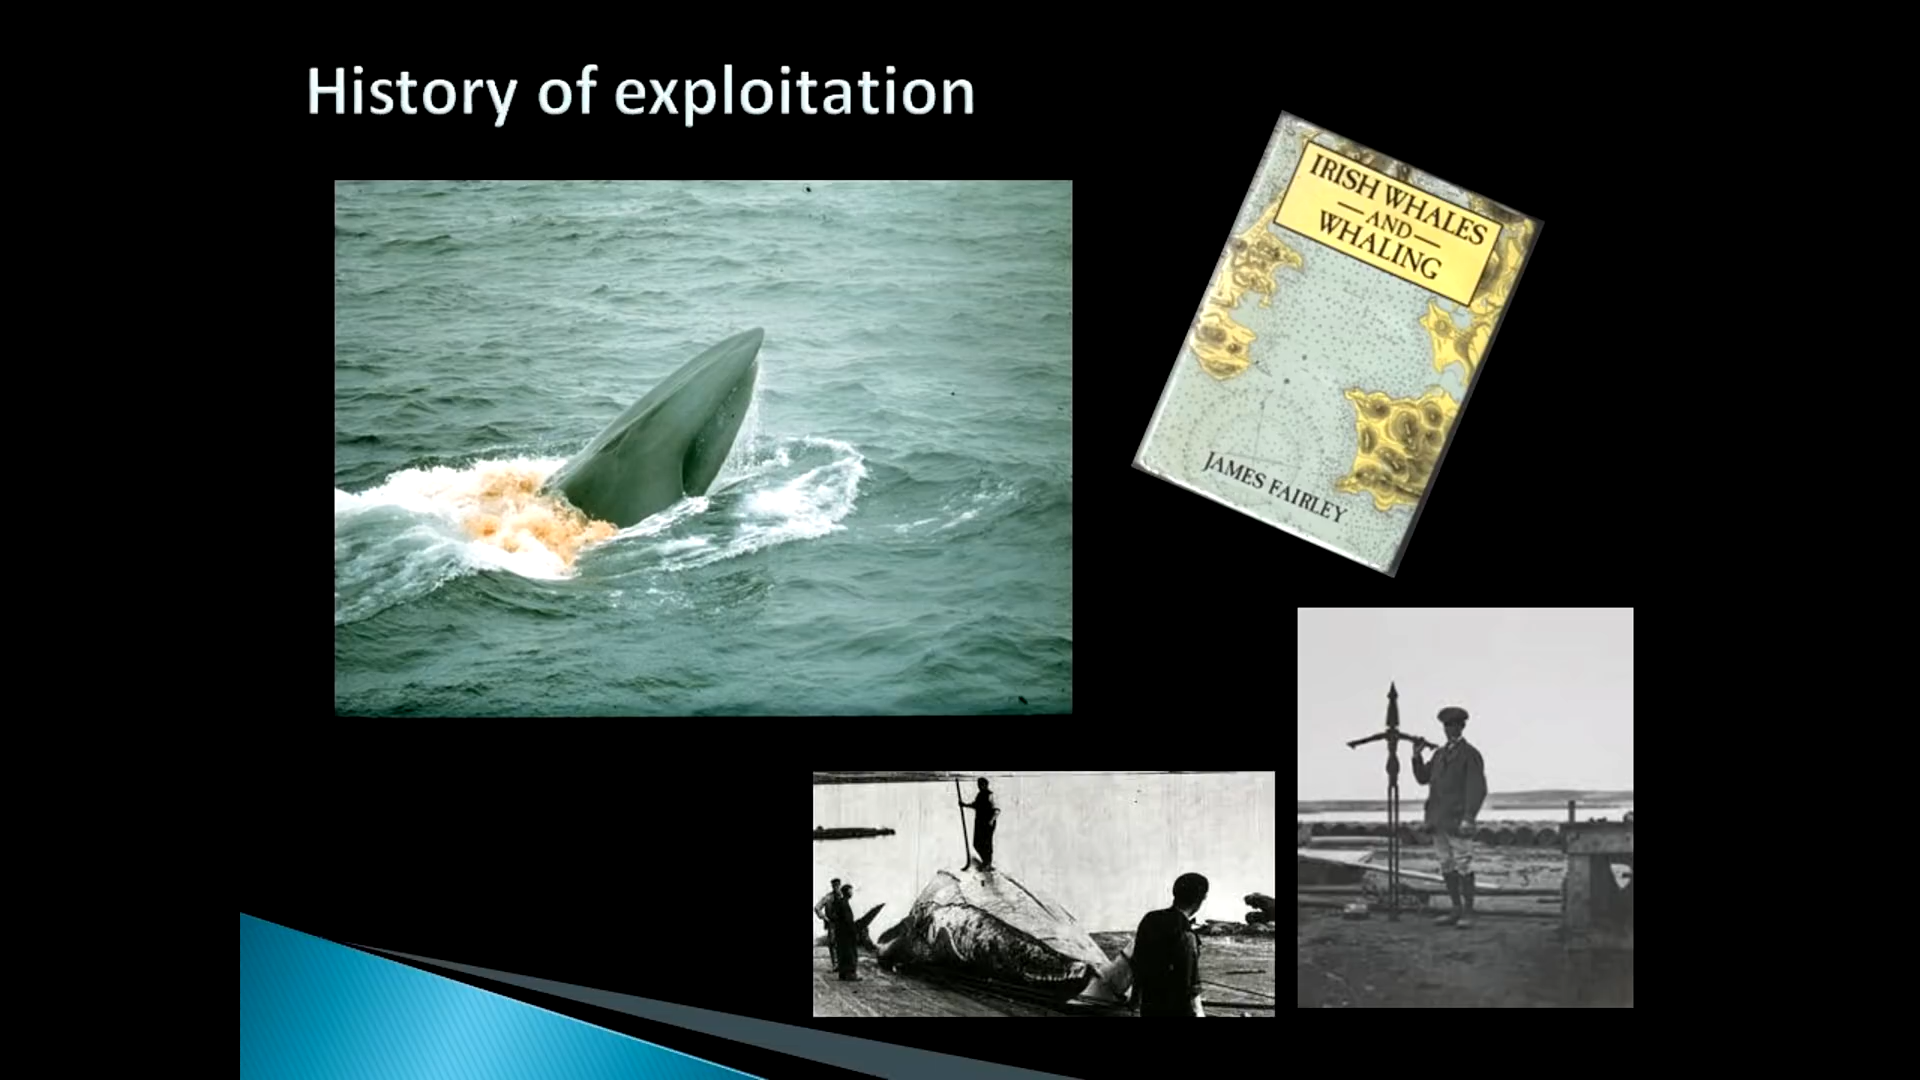 History of exploitation
IRISH WHALES
—AND—
WHALING
JAMES FAIRLEY